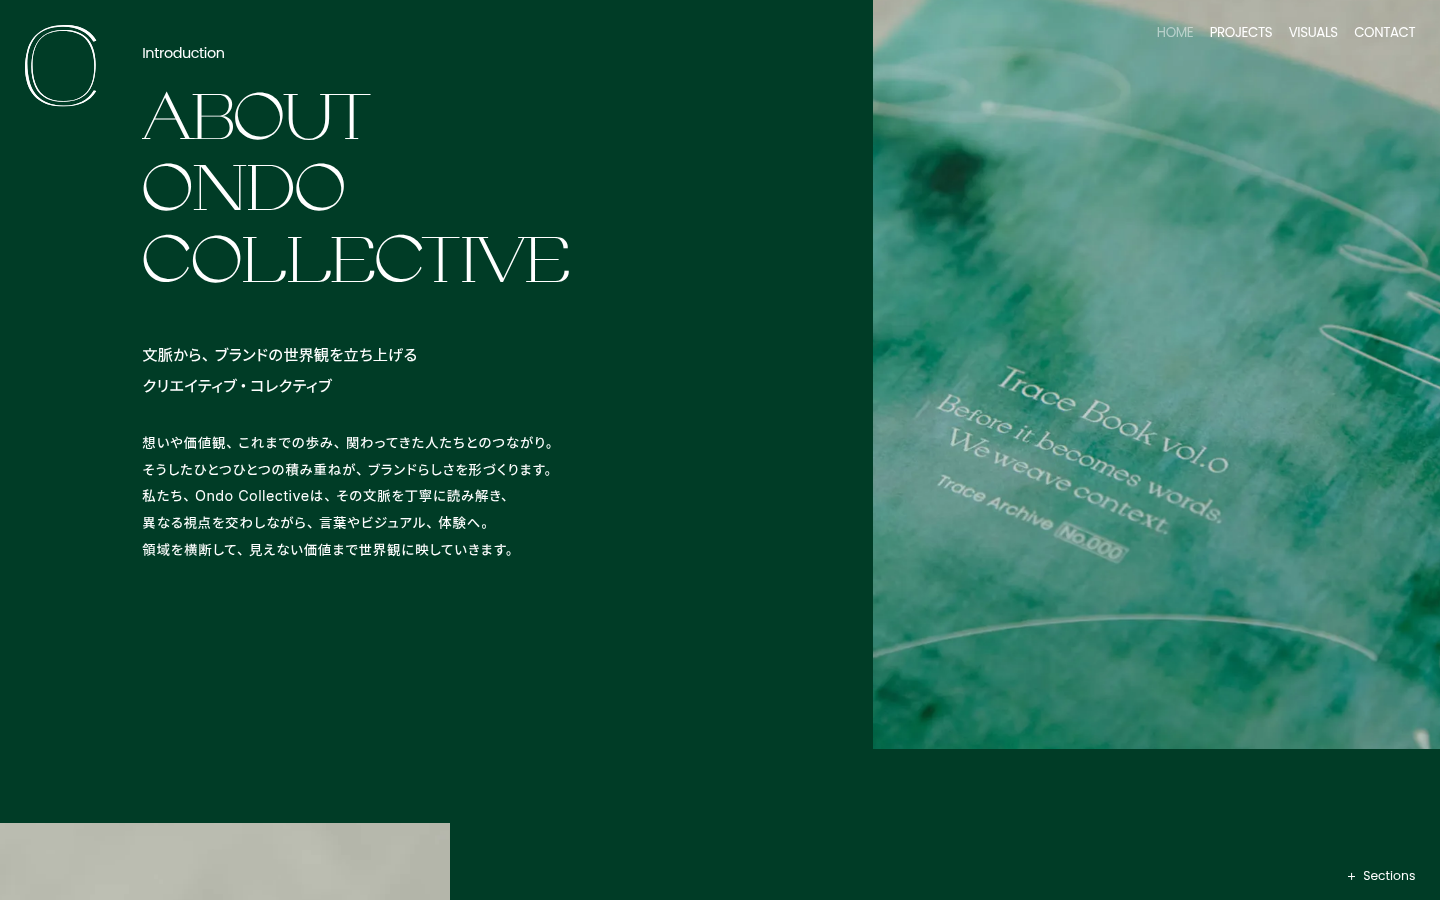 HOME PROJECTS VISUALS CONTACT
Introduction
ABOUT
ONDO
COLLECTIVE
文脈から、ブランドの世界観を立ち上げる
クリエイティブ・コレクティブ
想いや価値観、これまでの歩み、関わってきた人たちとのつながり。
そうしたひとつひとつの積み重ねが、ブランドらしさを形づくります。
私たち、Ondo Collectiveは、その文脈を丁寧に読み解き、
異なる視点を交わしながら、言葉やビジュアル、体験へ。
領域を横断して、見えない価値まで世界観に映していきます。
Trace Book vol.0
Before it becomes words.
We weave context.
Trace Archive No.000
+ Sections